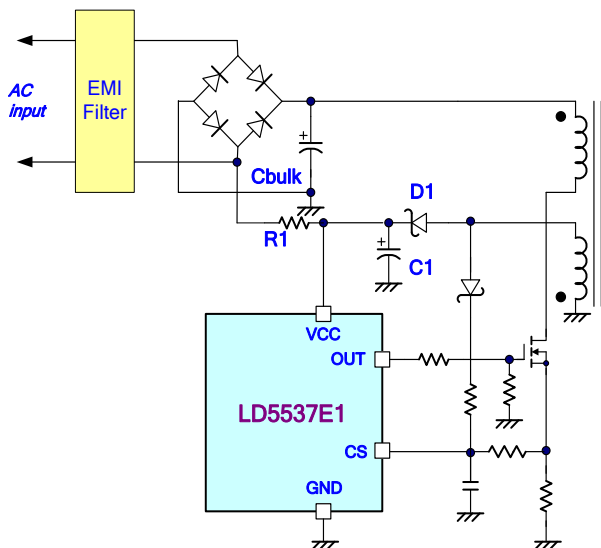 AC
input
EMI
Filter
+
Cbulk
D1
R1
+
C1
VCC
OUT
LD5537E1
CS
GND